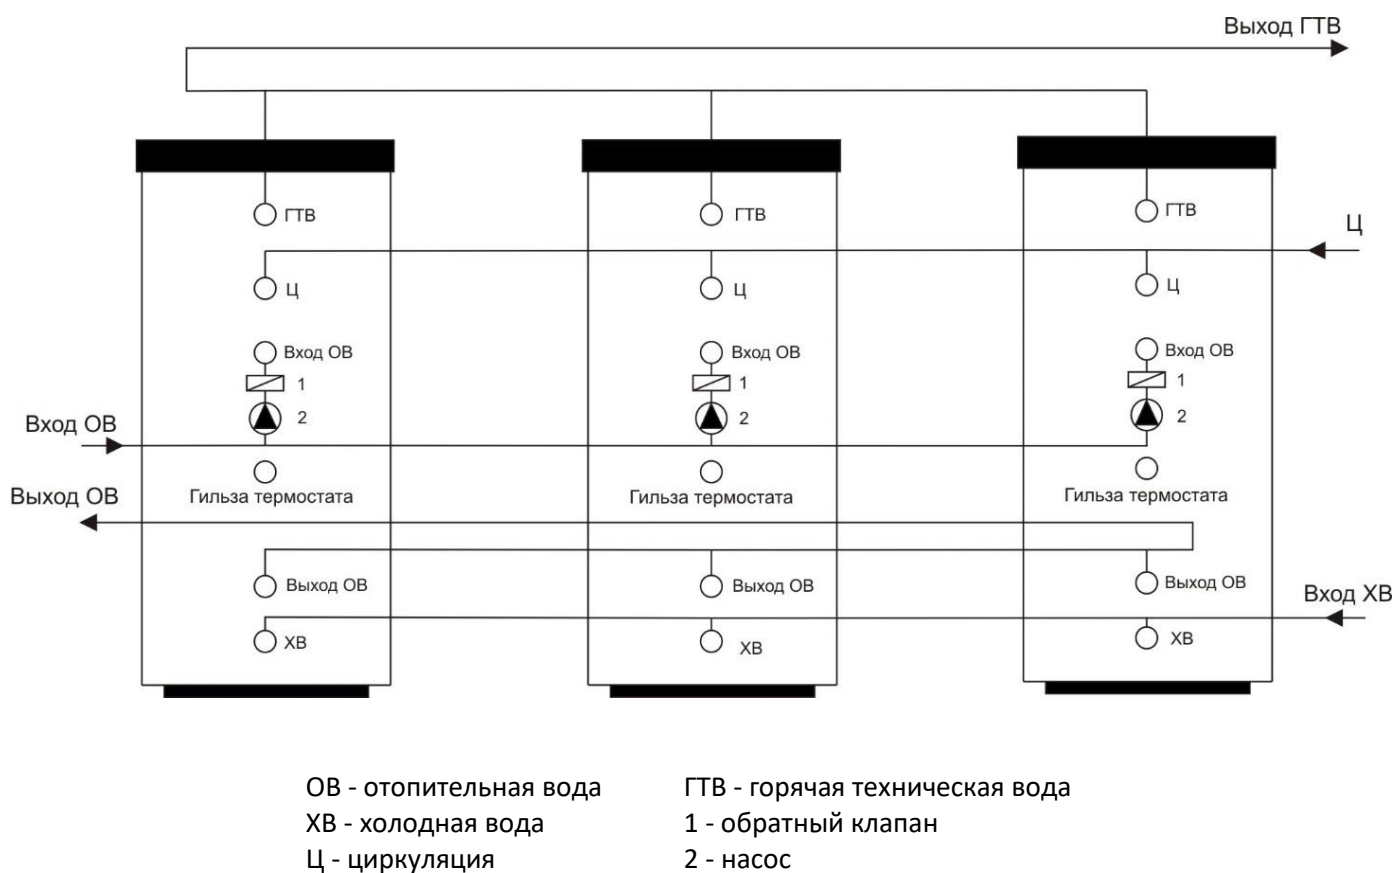 Выход ГТВ
ГТВ
ГТВ
ГТВ
Ц
Ц
Ц
Ц
Вход ОВ
Вход ОВ
Вход ОВ
1
1
1
Вход ОВ
2
2
2
Выход ОВ
Гильза термостата
Гильза термостата
Гильза термостата
Выход ОВ
Выход ОВ
Выход ОВ
Вход ХВ
ХВ
ХВ
ХВ
ОВ - отопительная вода
ГТВ - горячая техническая вода
ХВ - холодная вода
1 - обратный клапан
Ц - циркуляция
2 - насос